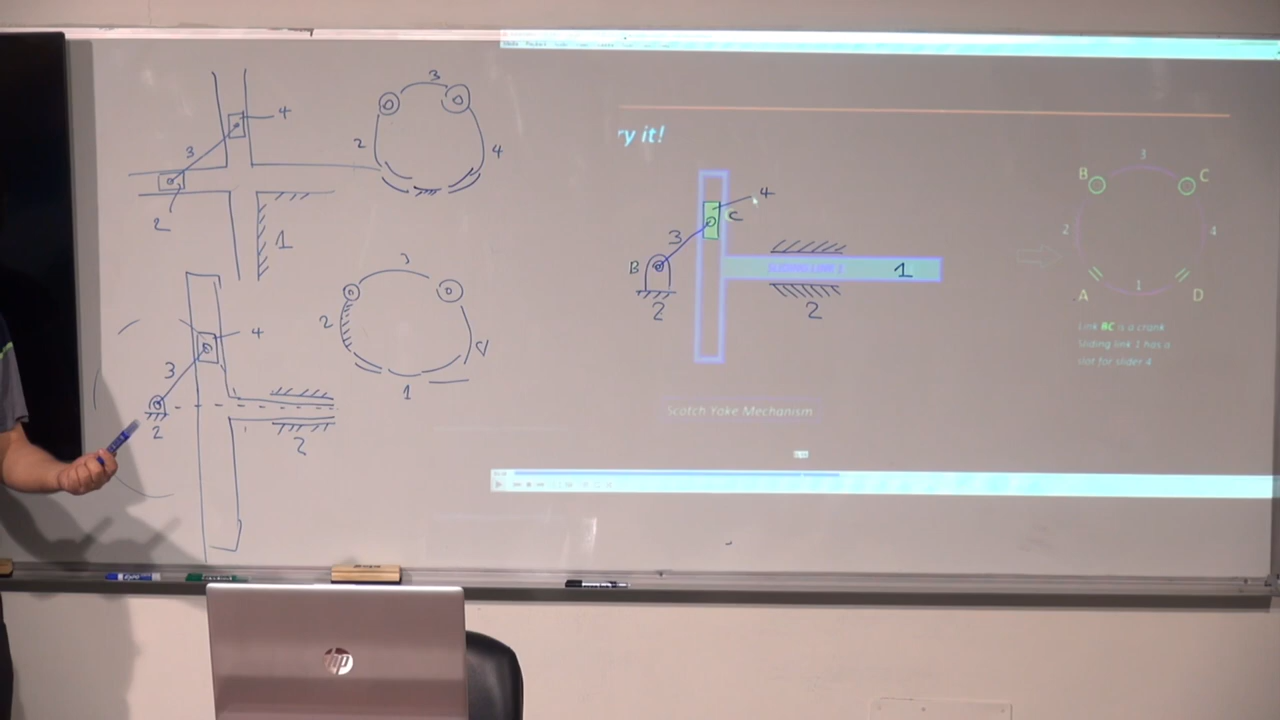 3
4
2
3
4
2
1
3
4
2
3
2
2
1
ry it!
4
C
3
B
2
SLIDING LINK 1
1
2
Scotch Yoke Mechanism
3
B
C
2
4
1
A
D
Link BC is a crank
Sliding link 1 has a
slot for slider 4
hp